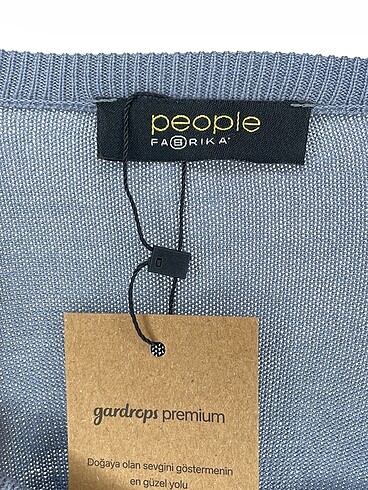 people
FABRIKA
gardrops premium
Doğaya olan sevgini göstermenin
en güzel yolu